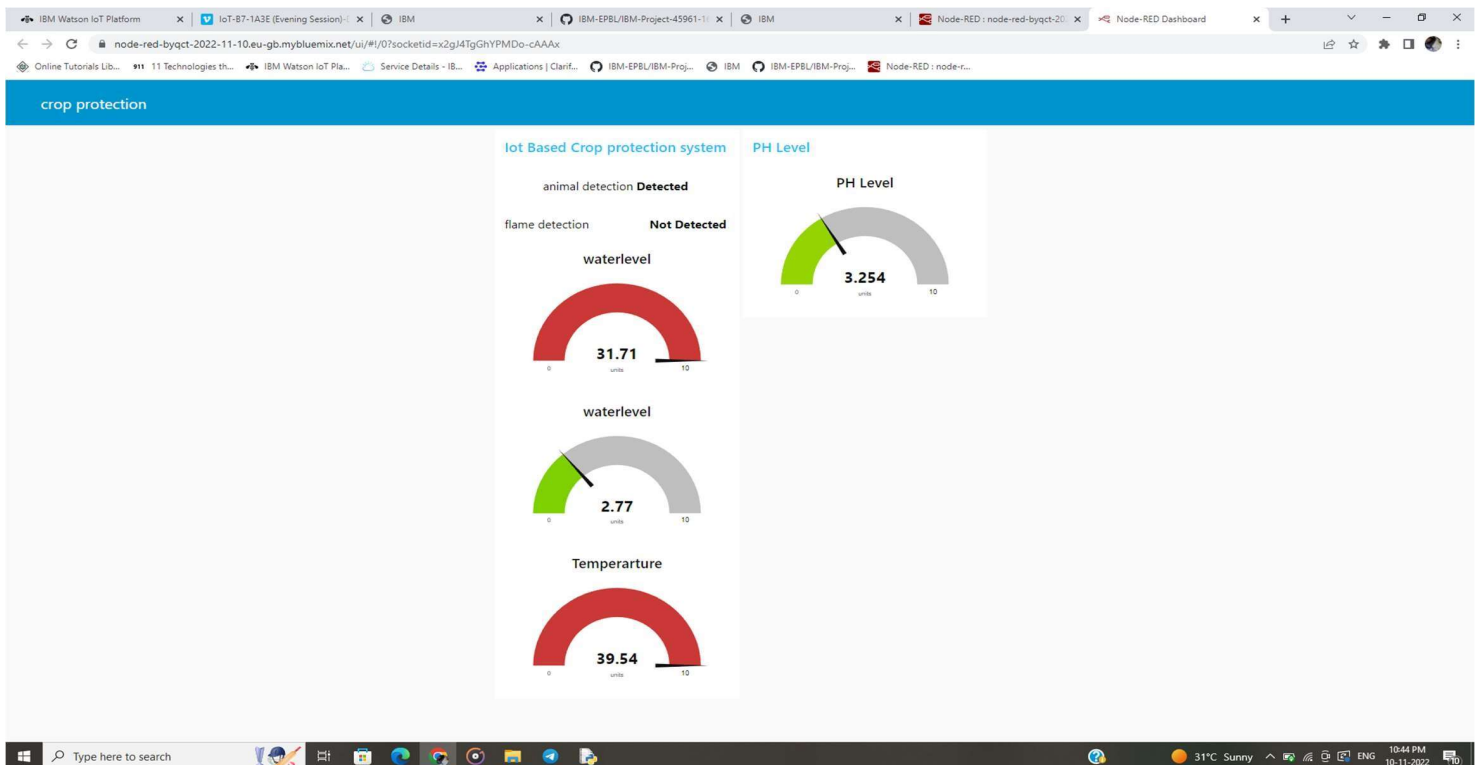 IBM Watson IoT Platform
IoT-B7-1A3E (Evening Session)-
IBM
IBM-EPBL/IBM-Project-45961-1
IBM
Node-RED : node-red-byqct-20
Node-RED Dashboard
node-red-byqct-2022-11-10.eu-gb.mybluemix.net/ui/#!/0?socketid=x2gJ4TgGhYPMDo-cAAAx
Online Tutorials Lib...
911 11 Technologies th...
IBM Watson IoT Pla...
Service Details - IB...
Applications | Clarif...
IBM-EPBL/IBM-Proj...
IBM
IBM-EPBL/IBM-Proj...
Node-RED : node-r...
crop protection
Iot Based Crop protection system
animal detection Detected
flame detection Not Detected
waterlevel
31.71
0 units 10
waterlevel
2.77
0 units 10
Temperarture
39.54
0 units 10
PH Level
PH Level
3.254
0 units 10
Type here to search
31°C Sunny
ENG
10:44 PM
10-11-2022
10